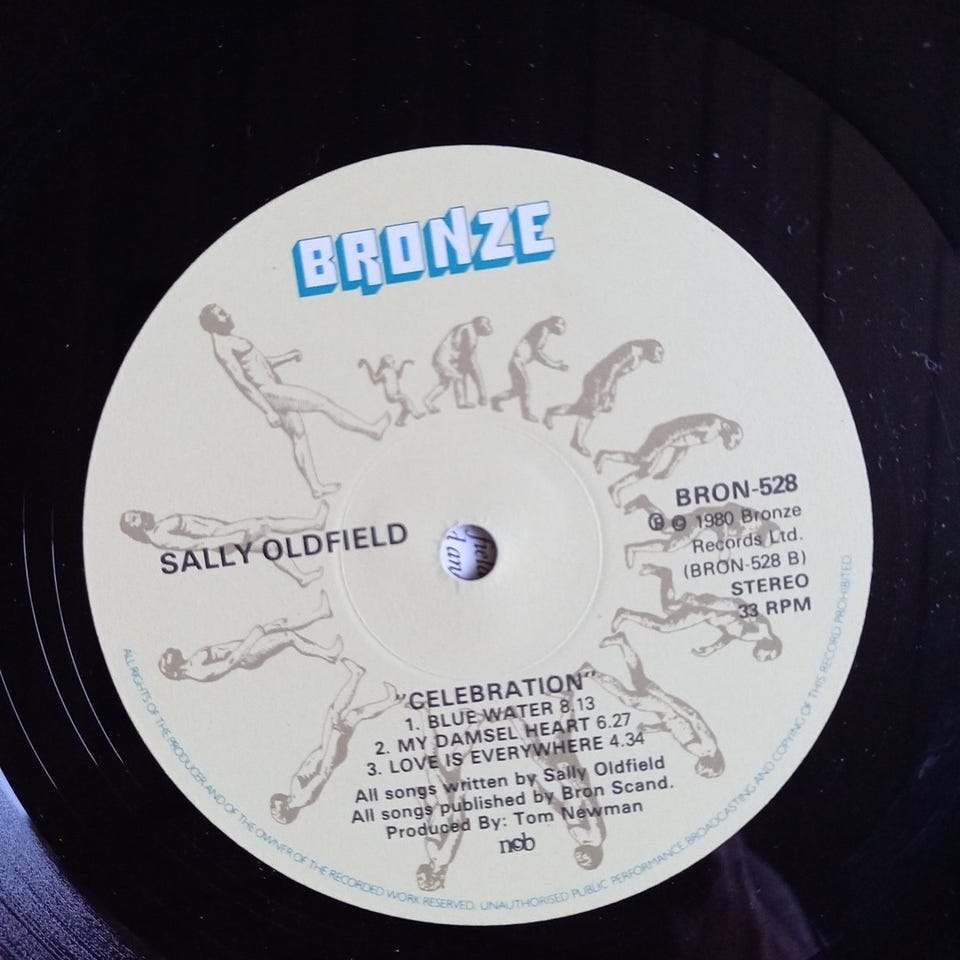 BRONZE
SALLY OLDFIELD
BRON-528
Ⓟ © 1980 Bronze
Records Ltd.
(BRON-528 B)
STEREO
33 RPM
"CELEBRATION"
1. BLUE WATER 8.13
2. MY DAMSEL HEART 6.27
3. LOVE IS EVERYWHERE 4.34
All songs written by Sally Oldfield
All songs published by Bron Scand.
Produced By: Tom Newman
ncb
ALL RIGHTS OF THE PRODUCER AND OF THE OWNER OF THE RECORDED WORK RESERVED. UNAUTHORISED PUBLIC PERFORMANCE, BROADCASTING AND COPYING OF THIS RECORD PROHIBITED.